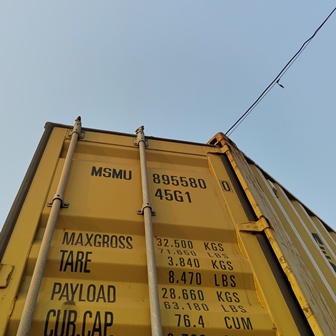 MSMU 895580 0
45G1
MAXGROSS 32.500 KGS
71.650 LBS
TARE 3.840 KGS
8,470 LBS
PAYLOAD 28.660 KGS
63.180 LBS
CUB.CAP. 76.4 CUM